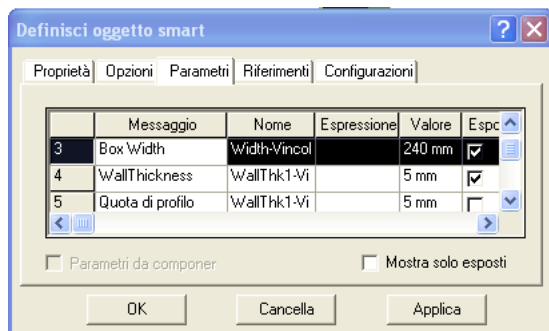 Definisci oggetto smart
Proprietà Opzioni Parametri Riferimenti Configurazioni
Messaggio Nome Espressione Valore Espc
3 Box Width Width-Vincol 240 mm
4 WallThickness WallThk1-Vi 5 mm
5 Quota di profilo WallThk1-Vi 5 mm
Parametri da componer Mostra solo esposti
OK Cancella Applica